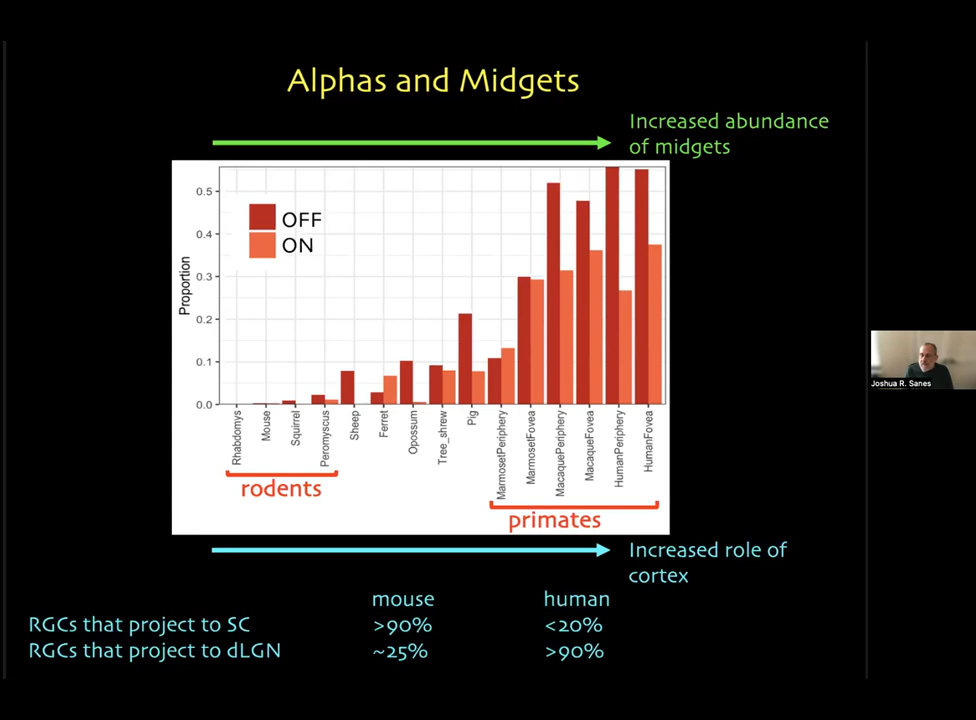 Alphas and Midgets
Increased abundance
of midgets
Proportion
0.5
0.4
0.3
0.2
0.1
0.0
OFF
ON
Rhabdomys
Mouse
Squirrel
Peromyscus
Sheep
Ferret
Opossum
Tree_shrew
Pig
MarmosetPeriphery
MarmosetFovea
MacaquePeriphery
MacaqueFovea
HumanPeriphery
HumanFovea
rodents
primates
Increased role of
cortex
mouse human
RGCs that project to SC >90% <20%
RGCs that project to dLGN ~25% >90%
Joshua R. Sanes